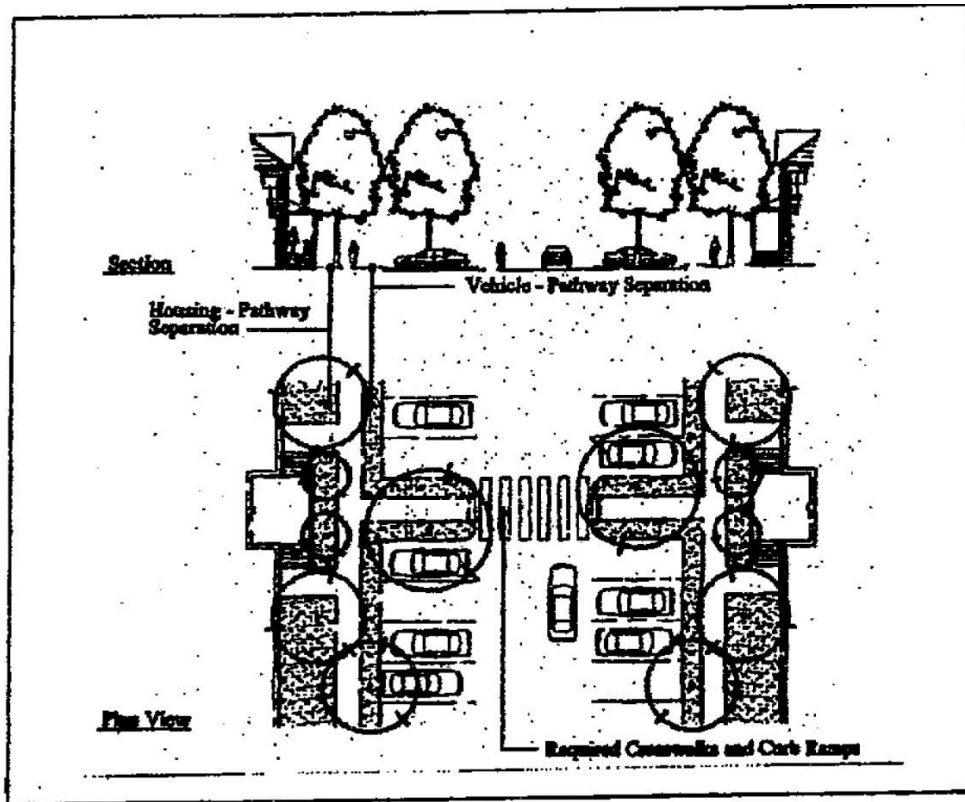 Section
Vehicle - Pathway Separation
Housing - Pathway
Separation
Plan View
Required Crosswalks and Curb Ramps